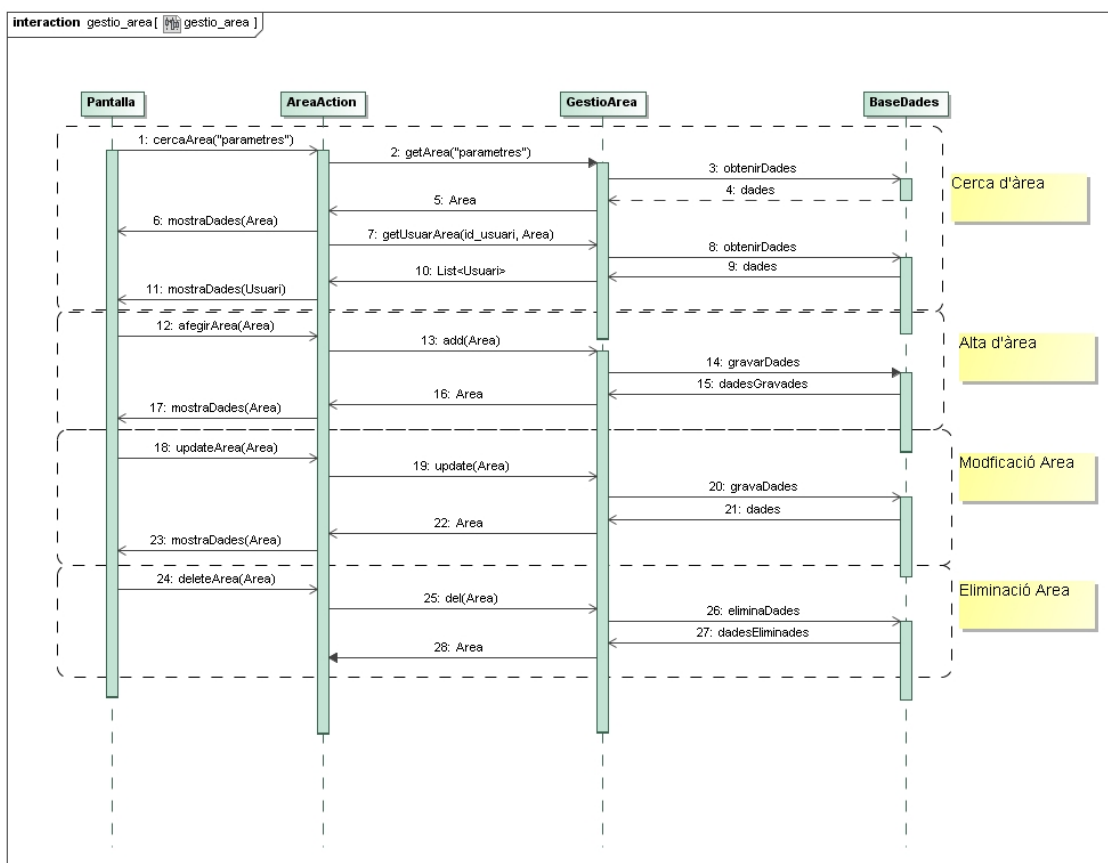 interaction gestio_area[ gestio_area ]
Pantalla
AreaAction
GestioArea
BaseDades
1: cercaArea("parametres")
2: getArea("parametres")
3: obtenirDades
4: dades
Cerca d'àrea
5: Area
6: mostraDades(Area)
7: getUsuarArea(id_usuari, Area)
8: obtenirDades
9: dades
10: List<Usuari>
11: mostraDades(Usuari)
12: afegirArea(Area)
13: add(Area)
Alta d'àrea
14: gravarDades
15: dadesGravades
16: Area
17: mostraDades(Area)
18: updateArea(Area)
19: update(Area)
Modficació Area
20: gravaDades
21: dades
22: Area
23: mostraDades(Area)
24: deleteArea(Area)
25: del(Area)
Eliminació Area
26: eliminaDades
27: dadesEliminades
28: Area